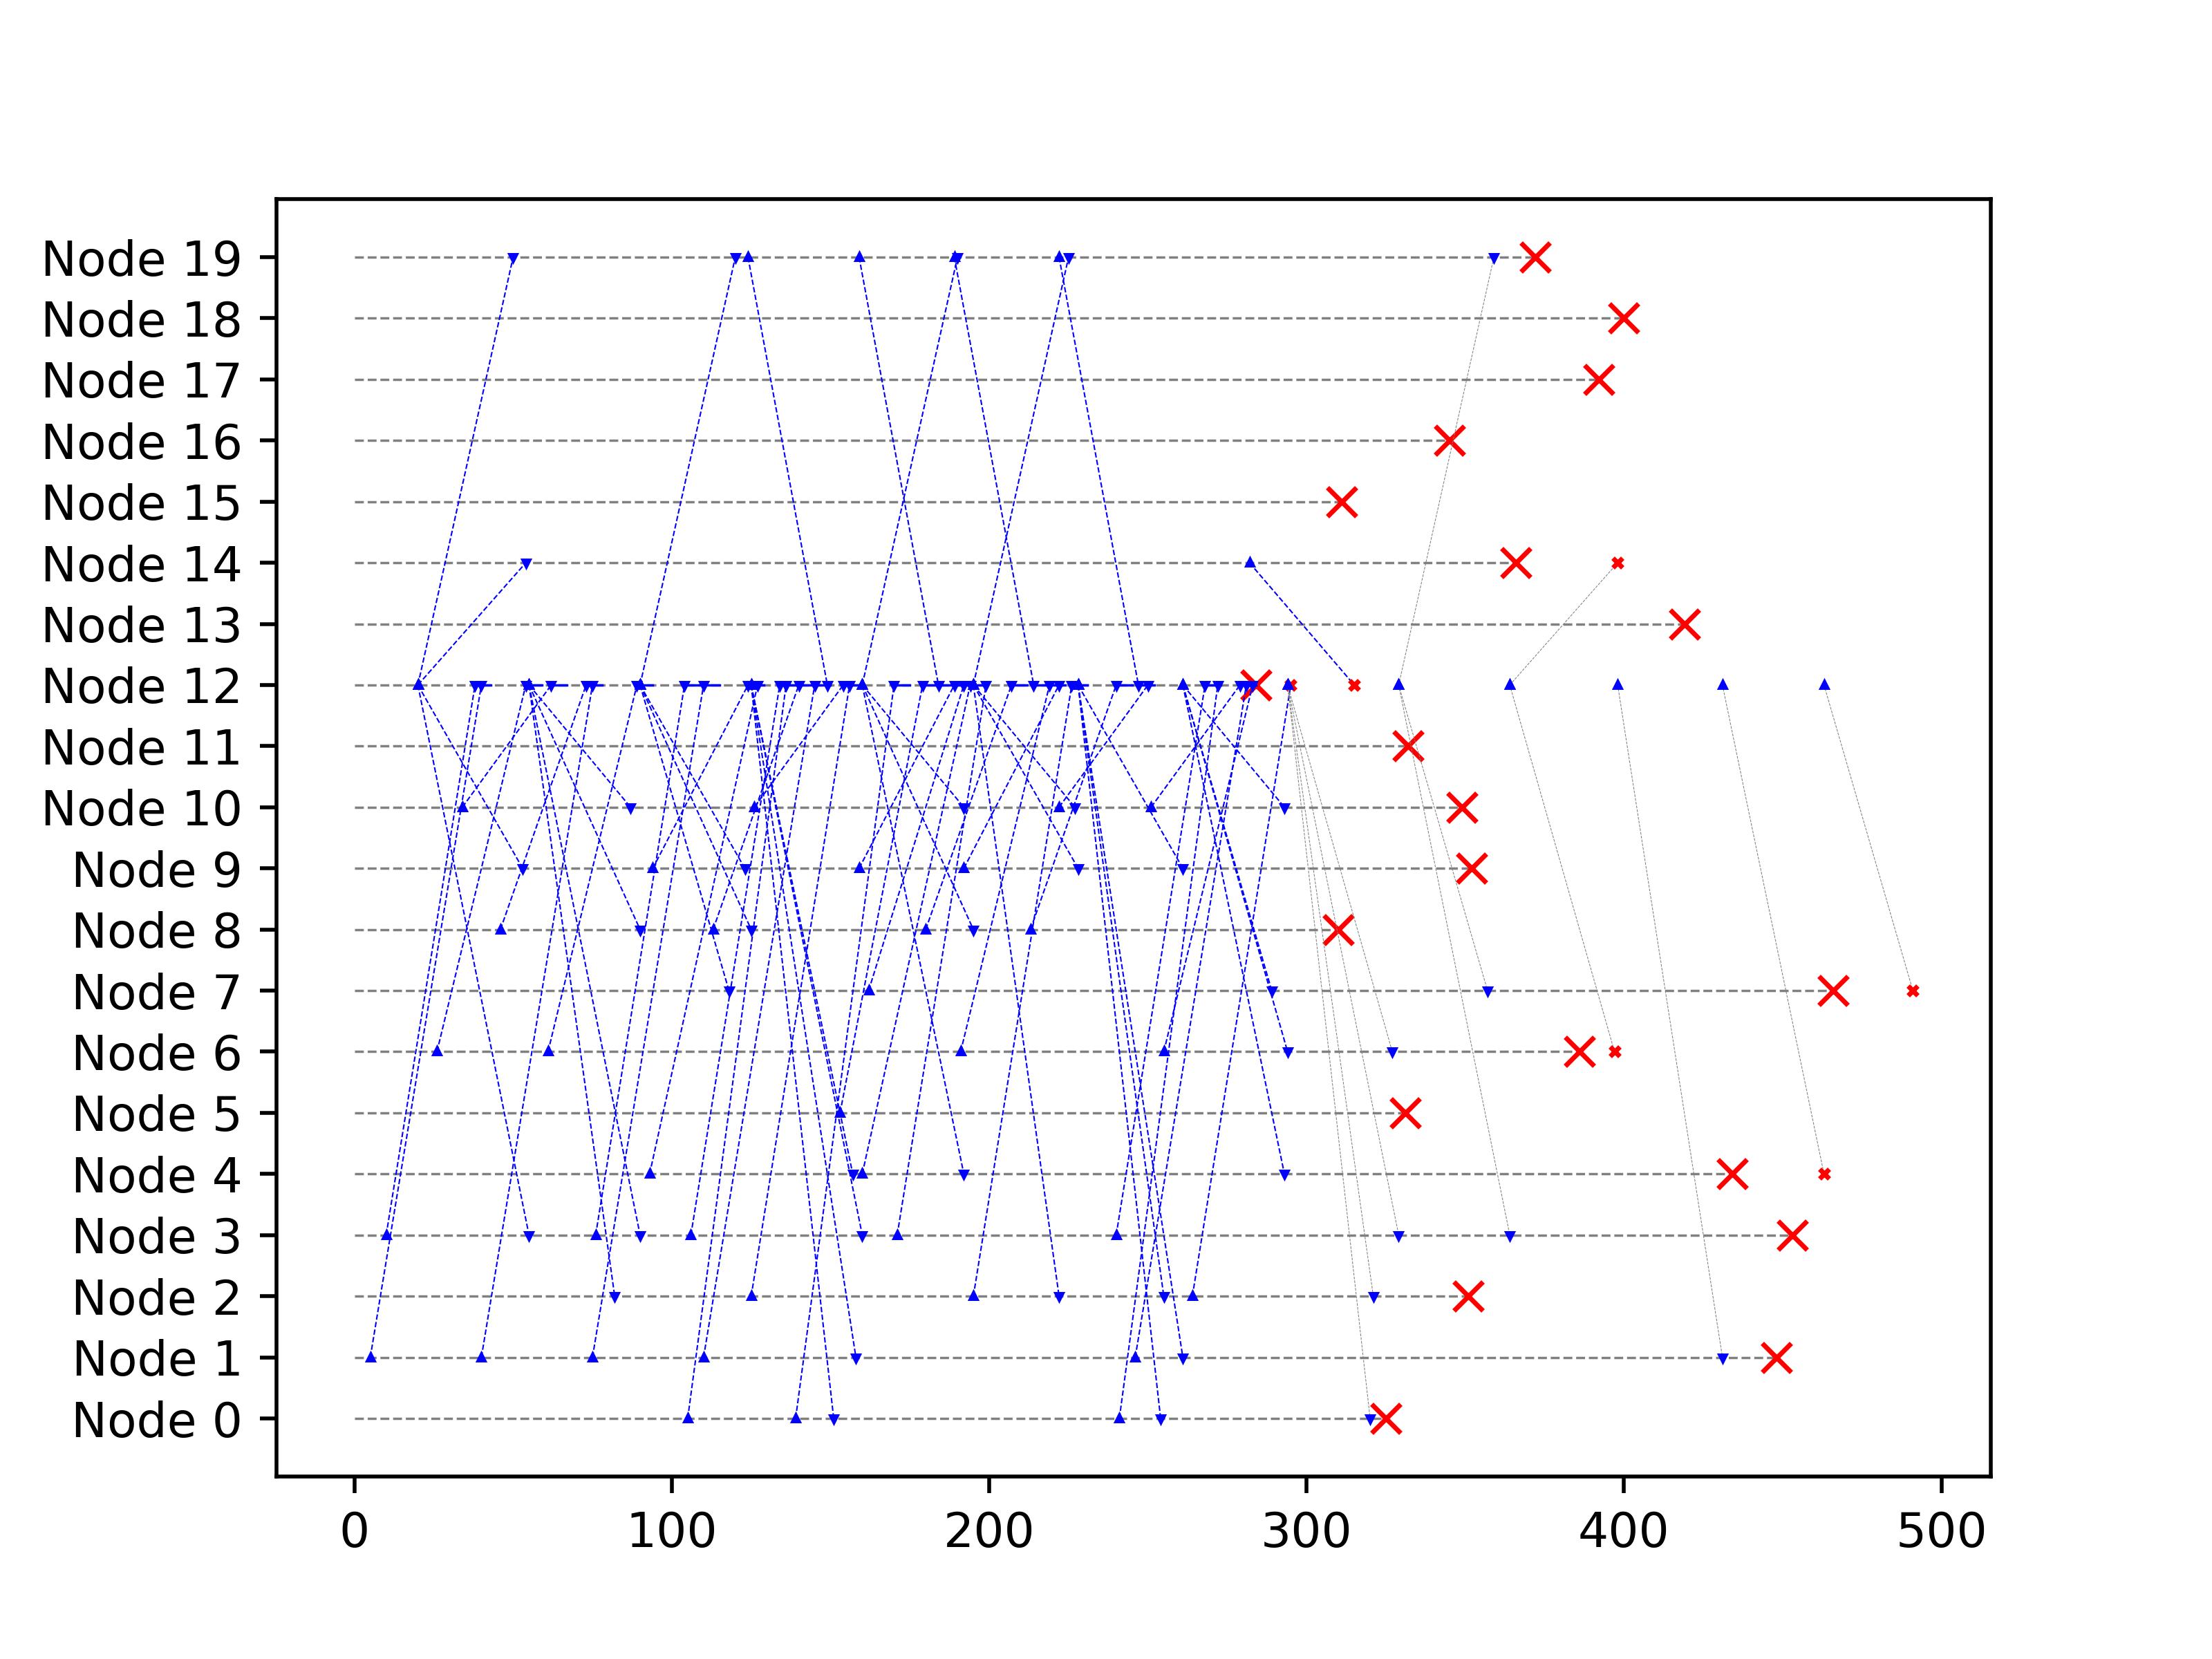 Node 19
Node 18
Node 17
Node 16
Node 15
Node 14
Node 13
Node 12
Node 11
Node 10
Node 9
Node 8
Node 7
Node 6
Node 5
Node 4
Node 3
Node 2
Node 1
Node 0
0 100 200 300 400 500